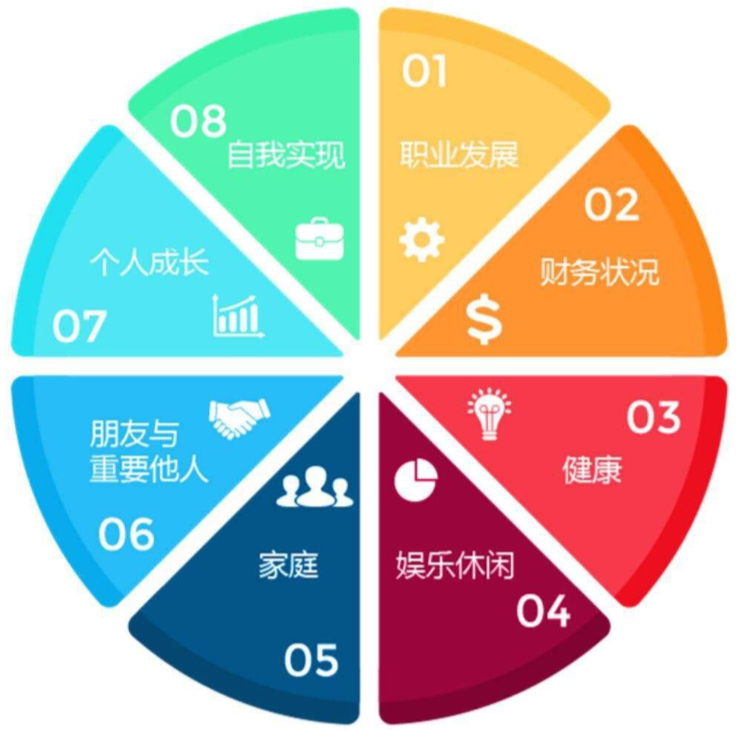 01
职业发展
02
财务状况
03
健康
04
娱乐休闲
05
家庭
06
朋友与
重要他人
07
个人成长
08
自我实现
$